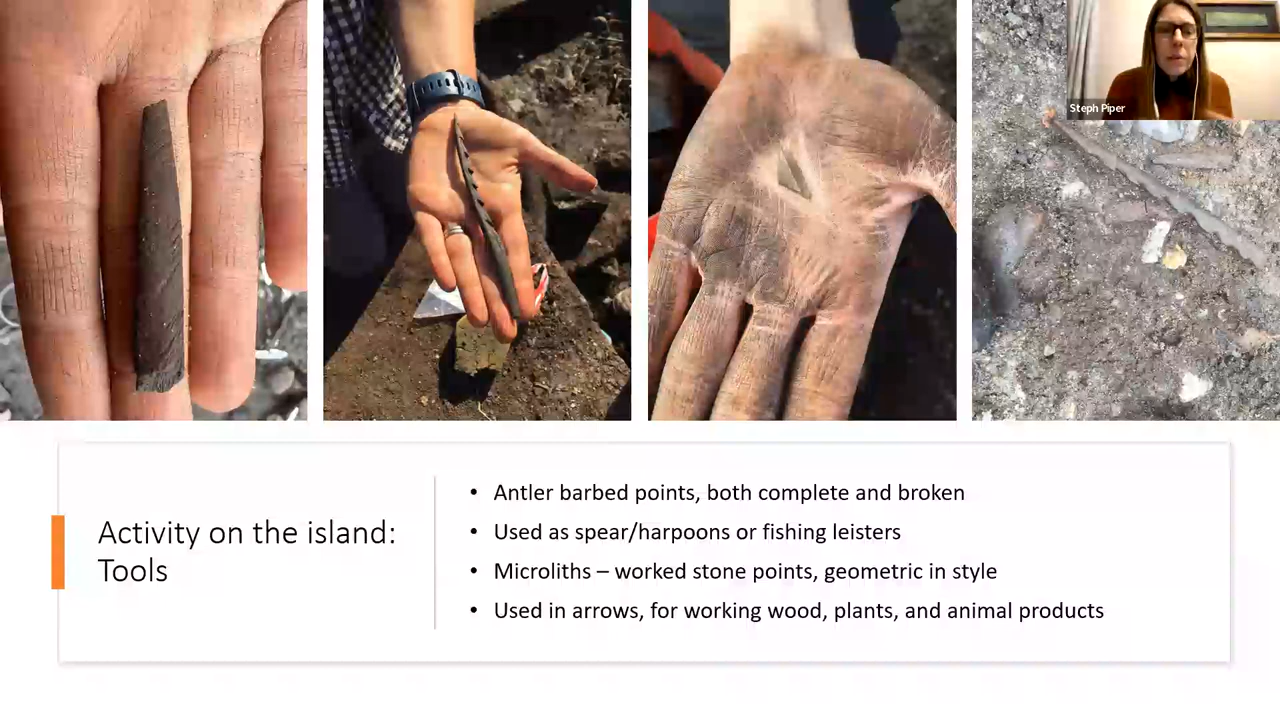 Steph Piper
Activity on the island:
Tools
• Antler barbed points, both complete and broken
• Used as spear/harpoons or fishing leisters
• Microliths – worked stone points, geometric in style
• Used in arrows, for working wood, plants, and animal products